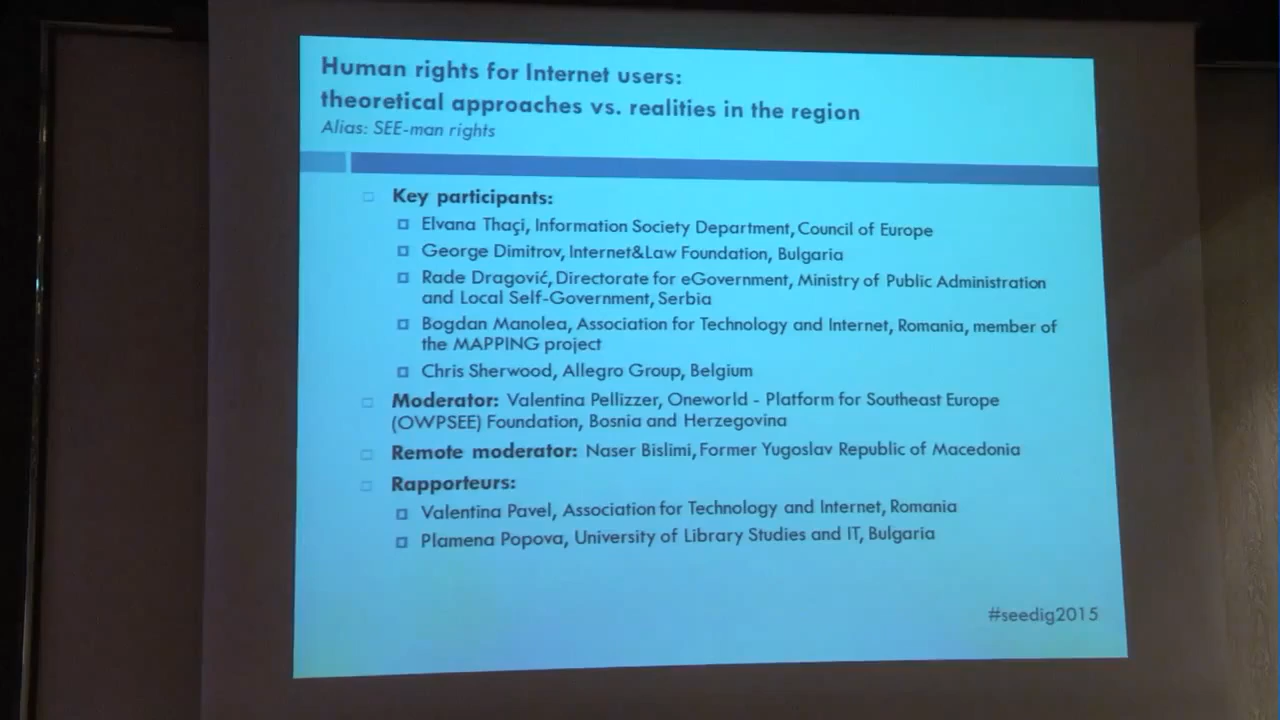 Human rights for Internet users:
theoretical approaches vs. realities in the region
Alias: SEE-man rights
Key participants:
Elvana Thaçi, Information Society Department, Council of Europe
George Dimitrov, Internet&Law Foundation, Bulgaria
Rade Dragović, Directorate for eGovernment, Ministry of Public Administration
and Local Self-Government, Serbia
Bogdan Manolea, Association for Technology and Internet, Romania, member of
the MAPPING project
Chris Sherwood, Allegro Group, Belgium
Moderator: Valentina Pellizzer, Oneworld - Platform for Southeast Europe
(OWPSEE) Foundation, Bosnia and Herzegovina
Remote moderator: Naser Bislimi, Former Yugoslav Republic of Macedonia
Rapporteurs:
Valentina Pavel, Association for Technology and Internet, Romania
Plamena Popova, University of Library Studies and IT, Bulgaria
#seedig2015